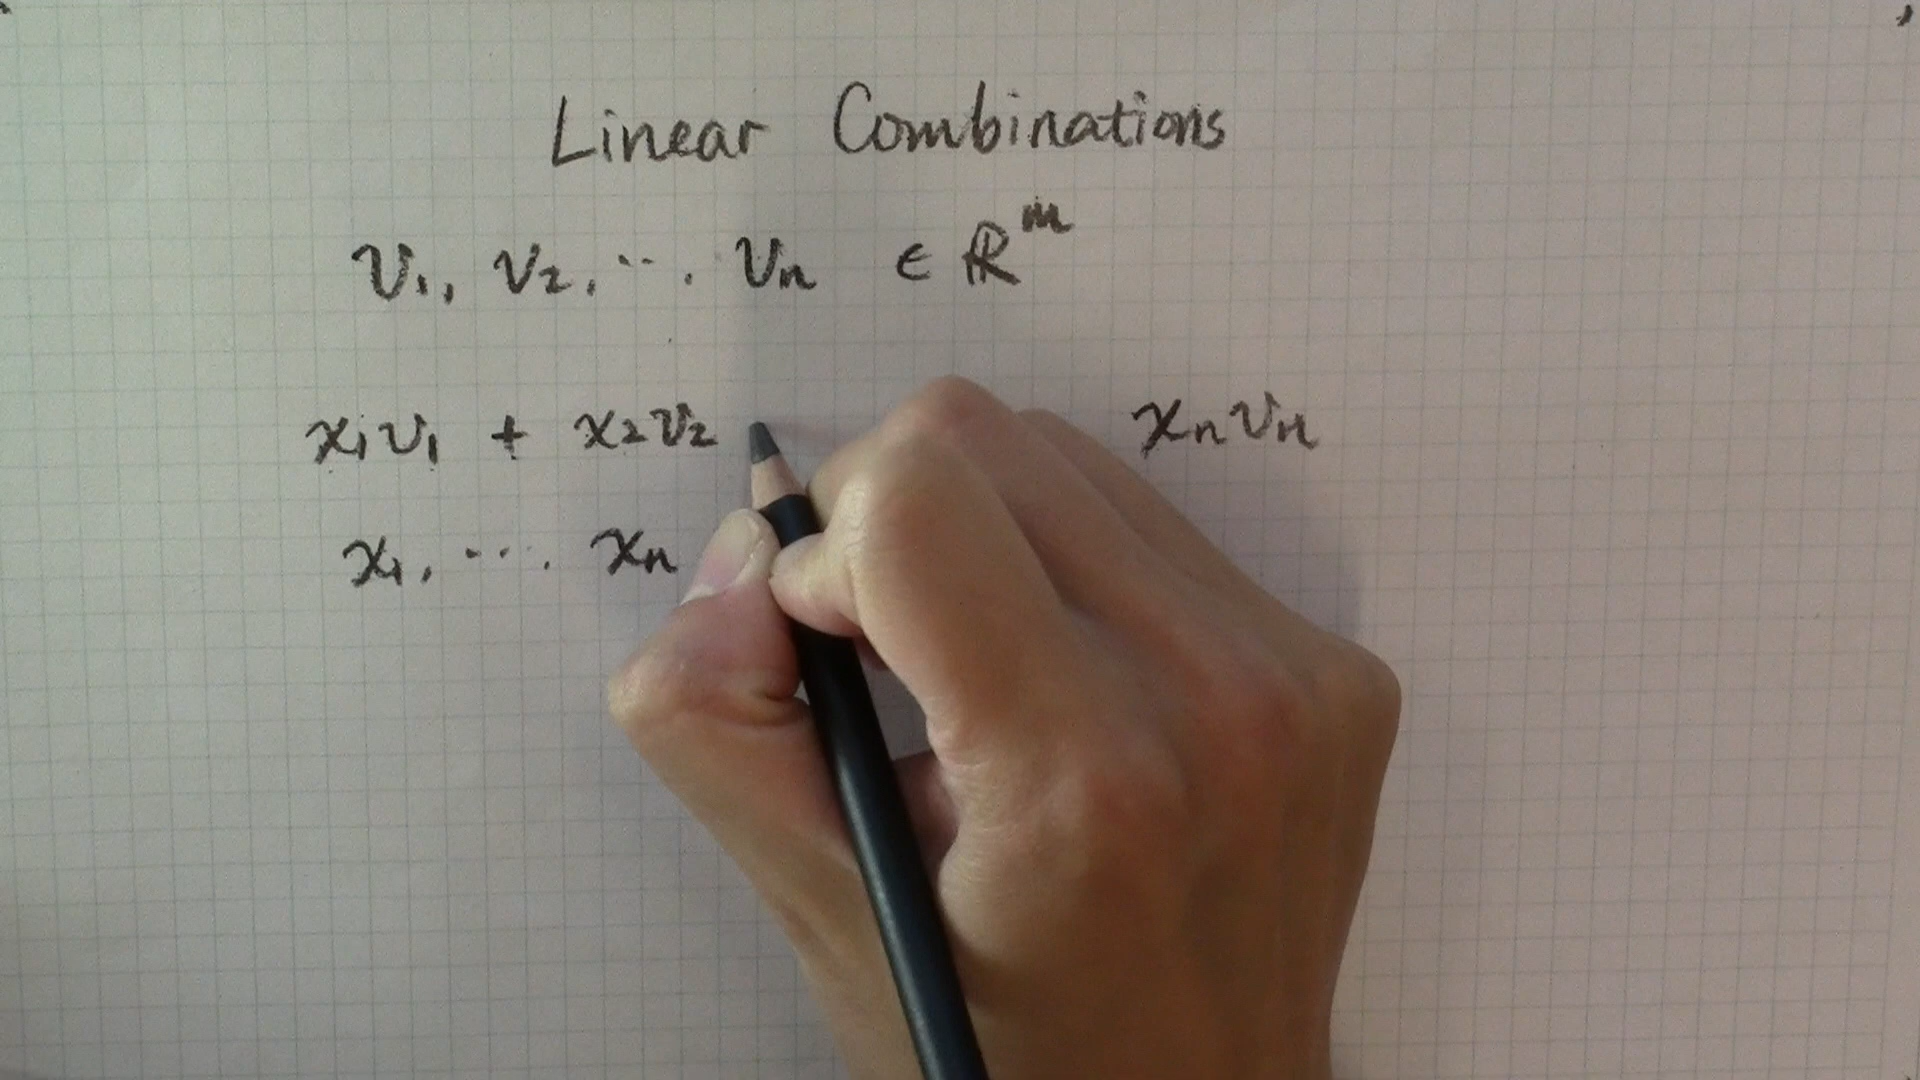 Linear Combinations
v₁, v₂, ... vₙ ∈ ℝᵐ
x₁v₁ + x₂v₂ xₙvₙ
x₁, ... xₙ